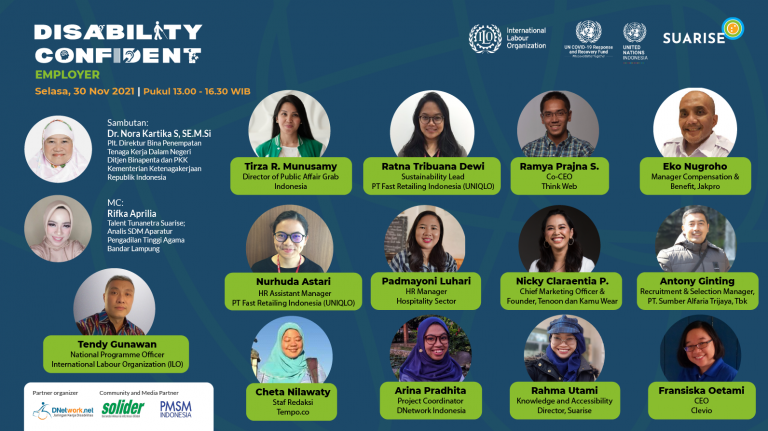 DISABILITY
CONFIDENT
EMPLOYER
Selasa, 30 Nov 2021 | Pukul 13.00 - 16.30 WIB
International
Labour
Organization
UN COVID-19 Response
and Recovery Fund
UNITED
NATIONS
INDONESIA
SUARISE
Sambutan:
Dr. Nora Kartika S, SE.M.Si
Plt. Direktur Bina Penempatan
Tenaga Kerja Dalam Negeri
Ditjen Binapenta dan PKK
Kementerian Ketenagakerjaan
Republik Indonesia
MC:
Rifka Aprilia
Talent Tunanetra Suarise;
Analis SDM Aparatur
Pengadilan Tinggi Agama
Bandar Lampung
Tendy Gunawan
National Programme Officer
International Labour Organization (ILO)
Tirza R. Munusamy
Director of Public Affair Grab
Indonesia
Ratna Tribuana Dewi
Sustainability Lead
PT Fast Retailing Indonesia (UNIQLO)
Ramya Prajna S.
Co-CEO
Think Web
Eko Nugroho
Manager Compensation &
Benefit, Jakpro
Nurhuda Astari
HR Assistant Manager
PT Fast Retailing Indonesia (UNIQLO)
Padmayoni Luhari
HR Manager
Hospitality Sector
Nicky Claraentia P.
Chief Marketing Officer &
Founder, Tenoon dan Kamu Wear
Antony Ginting
Recruitment & Selection Manager,
PT. Sumber Alfaria Trijaya, Tbk
Cheta Nilawaty
Staf Redaksi
Tempo.co
Arina Pradhita
Project Coordinator
DNetwork Indonesia
Rahma Utami
Knowledge and Accessibility
Director, Suarise
Fransiska Oetami
CEO
Clevio
Partner organizer
DNetwork.net
Jaringan Kerja Disabilitas
Community and Media Partner
solider
PMSM
INDONESIA